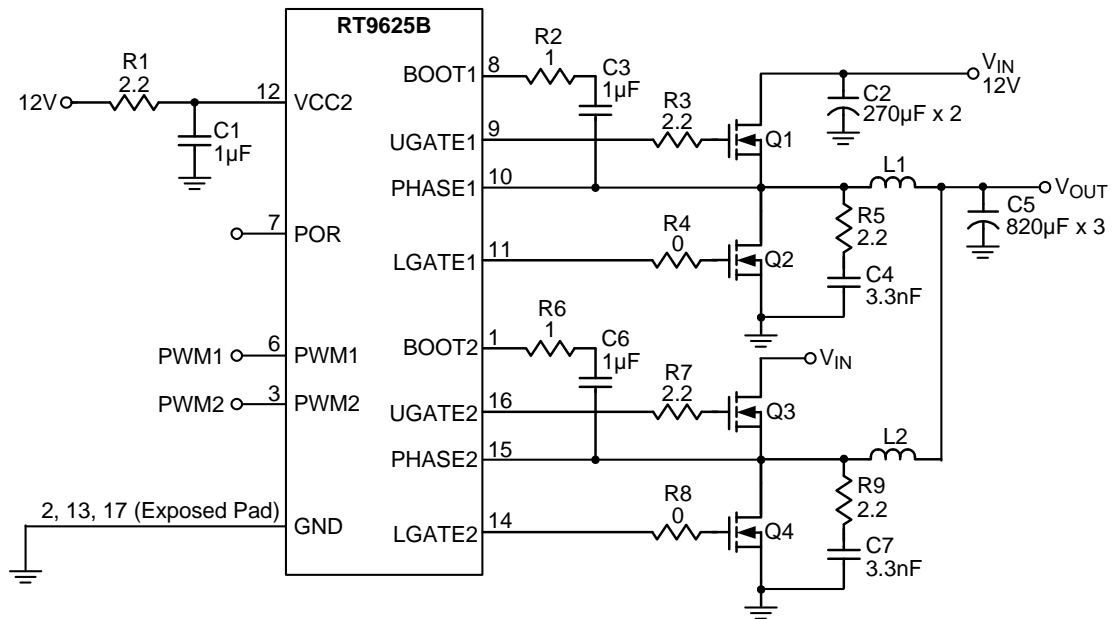 RT9625B
R1
2.2
12V
12
VCC2
C1
1µF
7
POR
PWM1
6
PWM1
PWM2
3
PWM2
2, 13, 17 (Exposed Pad)
GND
BOOT1
8
R2
1
C3
1µF
UGATE1
9
R3
2.2
Q1
VIN
12V
C2
270µF x 2
PHASE1
10
L1
VOUT
C5
820µF x 3
LGATE1
11
R4
0
Q2
R5
2.2
C4
3.3nF
BOOT2
1
R6
1
C6
1µF
VIN
UGATE2
16
R7
2.2
Q3
PHASE2
15
L2
LGATE2
14
R8
0
Q4
R9
2.2
C7
3.3nF